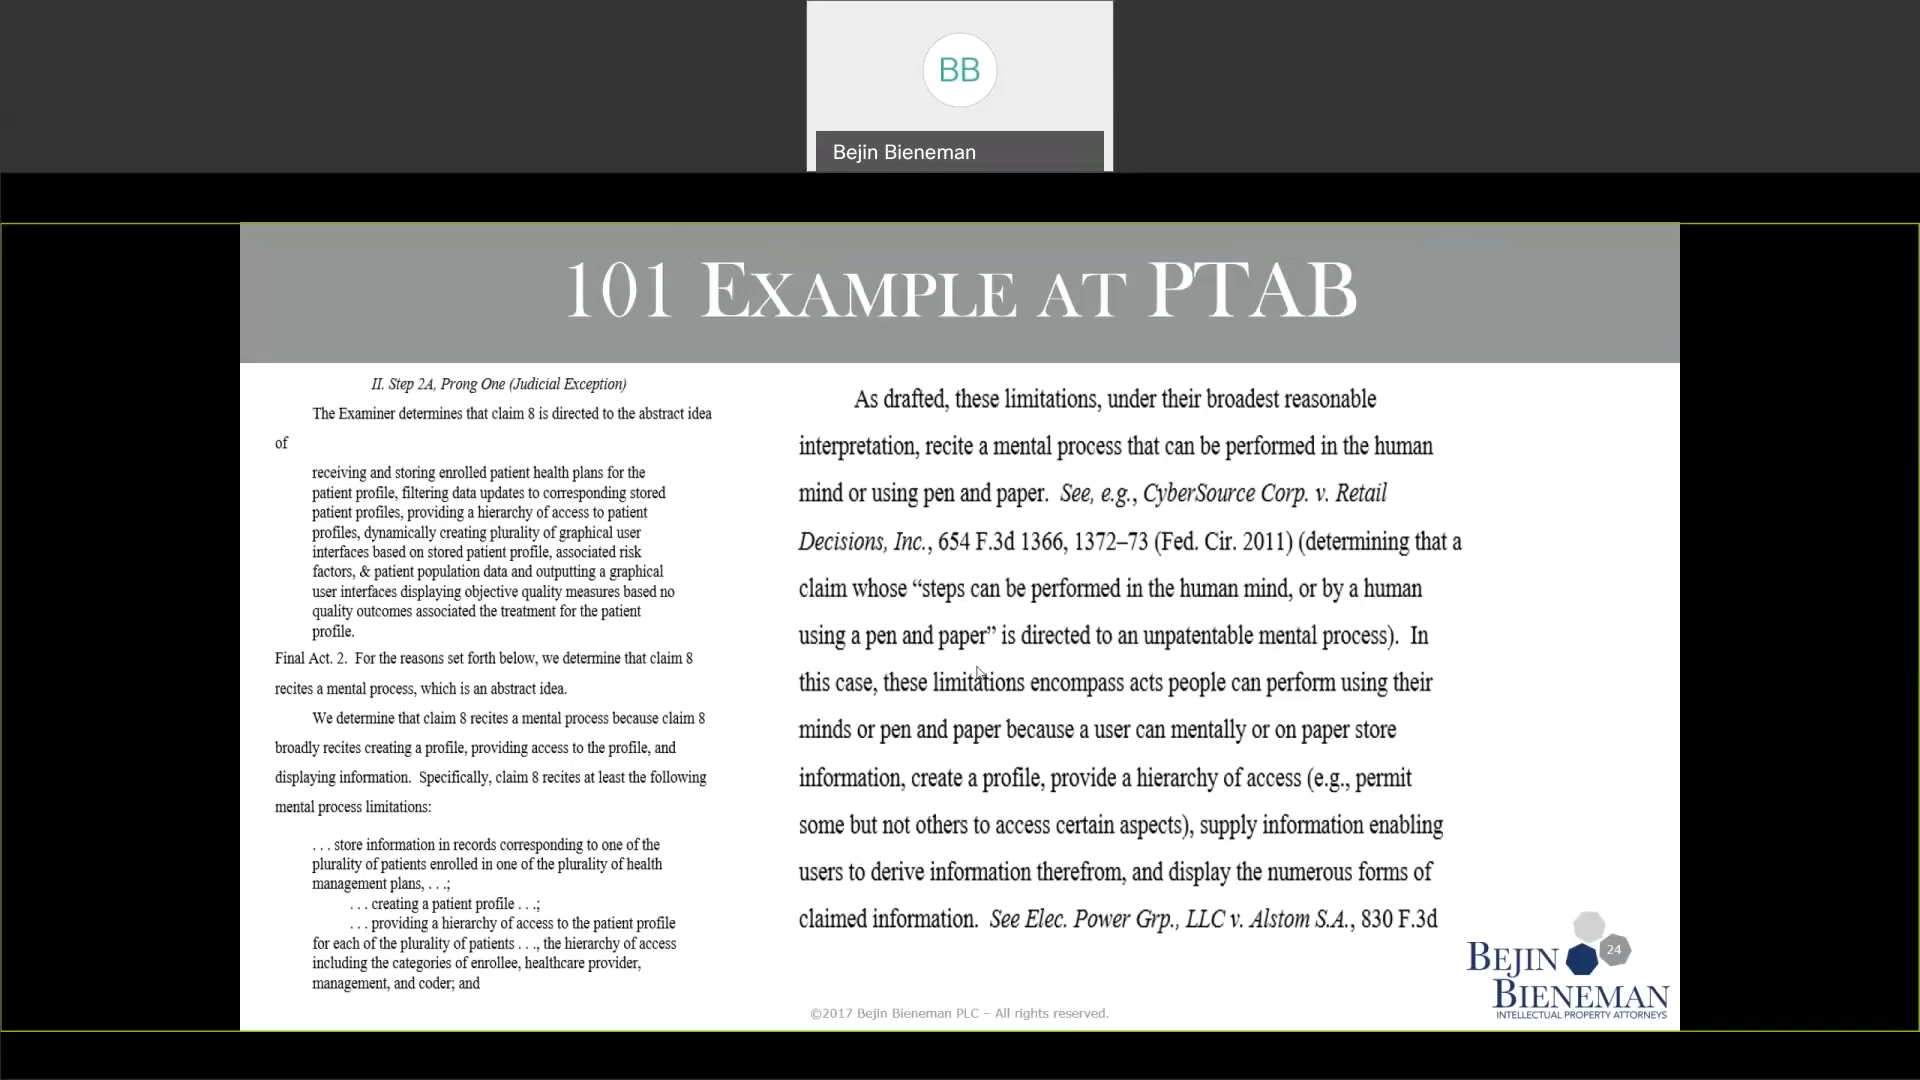 BB
Bejin Bieneman
101 EXAMPLE AT PTAB
II. Step 2A, Prong One (Judicial Exception)
The Examiner determines that claim 8 is directed to the abstract idea
of
receiving and storing enrolled patient health plans for the
patient profile, filtering data updates to corresponding stored
patient profiles, providing a hierarchy of access to patient
profiles, dynamically creating plurality of graphical user
interfaces based on stored patient profile, associated risk
factors, & patient population data and outputting a graphical
user interfaces displaying objective quality measures based no
quality outcomes associated the treatment for the patient
profile.
Final Act. 2. For the reasons set forth below, we determine that claim 8
recites a mental process, which is an abstract idea.
We determine that claim 8 recites a mental process because claim 8
broadly recites creating a profile, providing access to the profile, and
displaying information. Specifically, claim 8 recites at least the following
mental process limitations:
. . . store information in records corresponding to one of the
plurality of patients enrolled in one of the plurality of health
management plans, . . .;
. . . creating a patient profile . . .;
. . . providing a hierarchy of access to the patient profile
for each of the plurality of patients . . ., the hierarchy of access
including the categories of enrollee, healthcare provider,
management, and coder; and
As drafted, these limitations, under their broadest reasonable
interpretation, recite a mental process that can be performed in the human
mind or using pen and paper. See, e.g., CyberSource Corp. v. Retail
Decisions, Inc., 654 F.3d 1366, 1372–73 (Fed. Cir. 2011) (determining that a
claim whose “steps can be performed in the human mind, or by a human
using a pen and paper” is directed to an unpatentable mental process). In
this case, these limitations encompass acts people can perform using their
minds or pen and paper because a user can mentally or on paper store
information, create a profile, provide a hierarchy of access (e.g., permit
some but not others to access certain aspects), supply information enabling
users to derive information therefrom, and display the numerous forms of
claimed information. See Elec. Power Grp., LLC v. Alstom S.A., 830 F.3d
24
BEJIN
BIENEMAN
INTELLECTUAL PROPERTY ATTORNEYS
©2017 Bejin Bieneman PLC – All rights reserved.